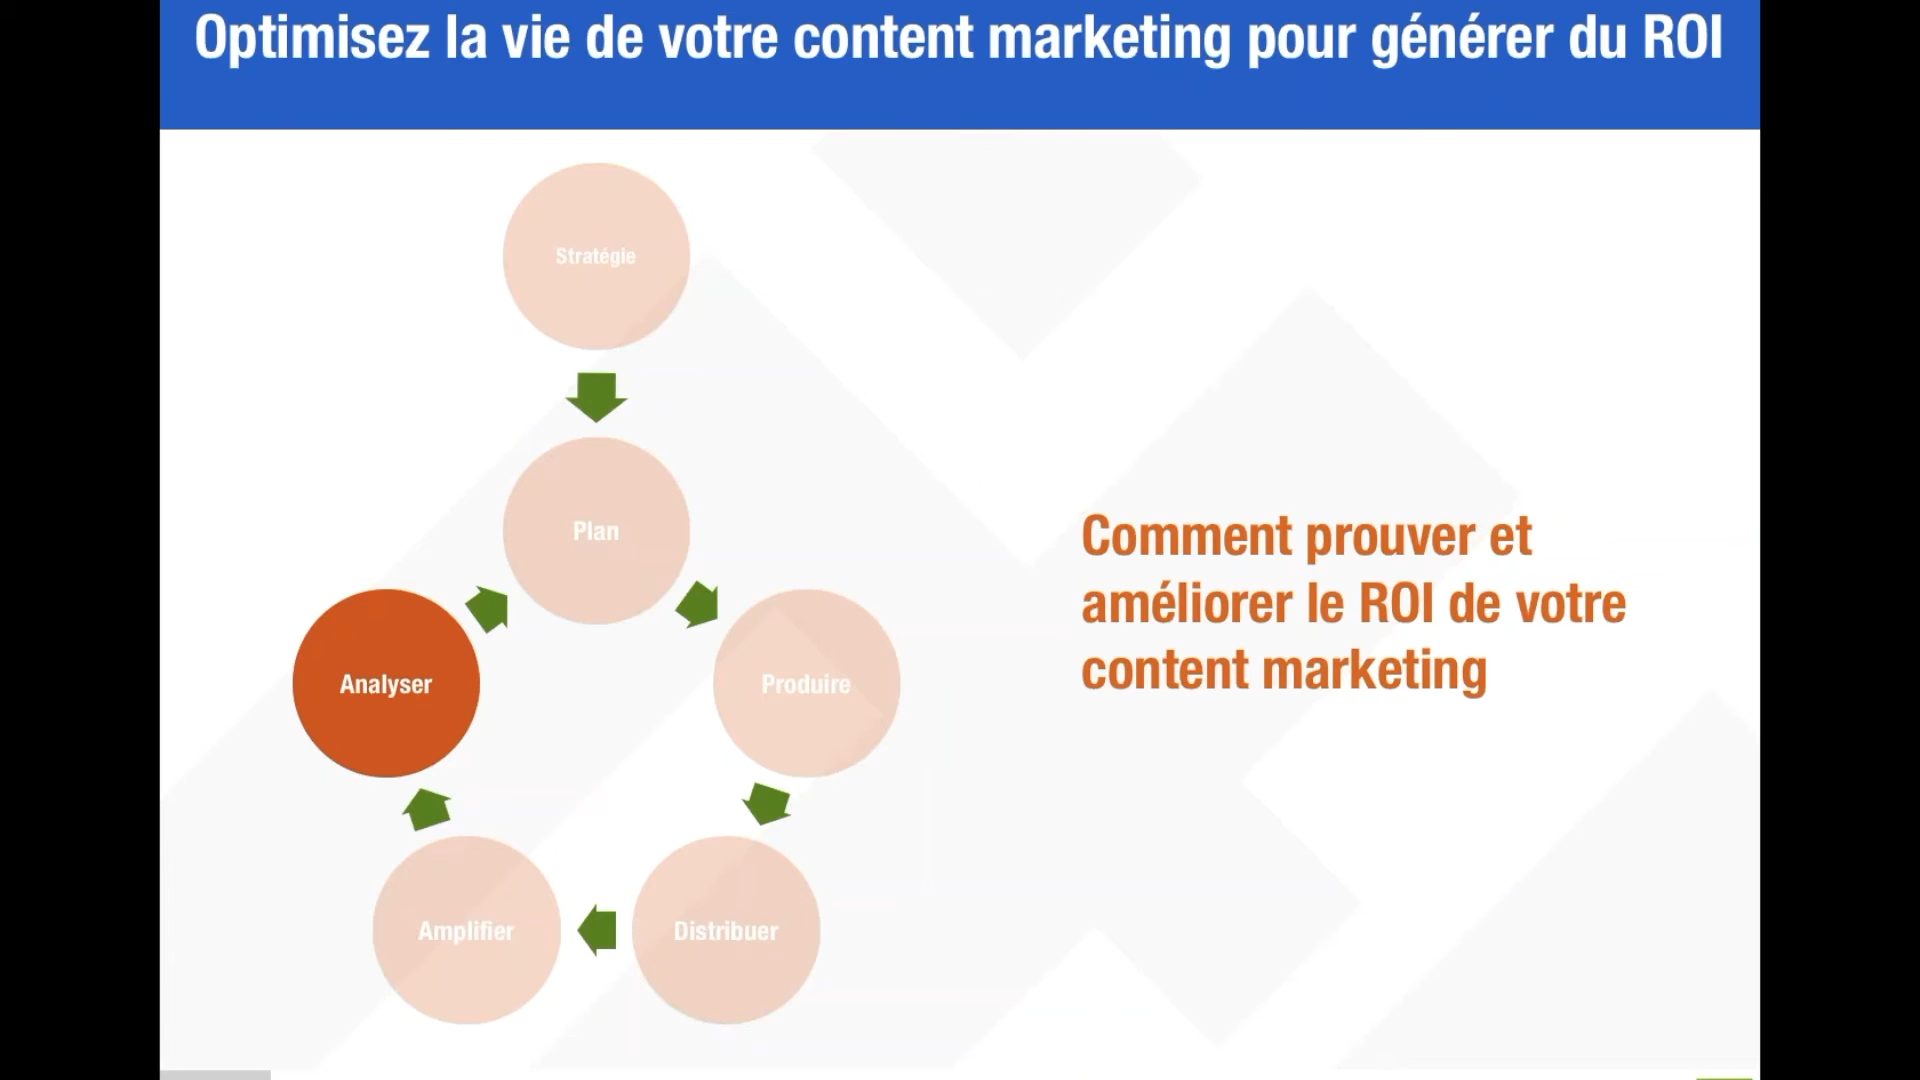 Optimisez la vie de votre content marketing pour générer du ROI
Stratégie
Plan
Analyser
Produire
Amplifier
Distribuer
Comment prouver et
améliorer le ROI de votre
content marketing